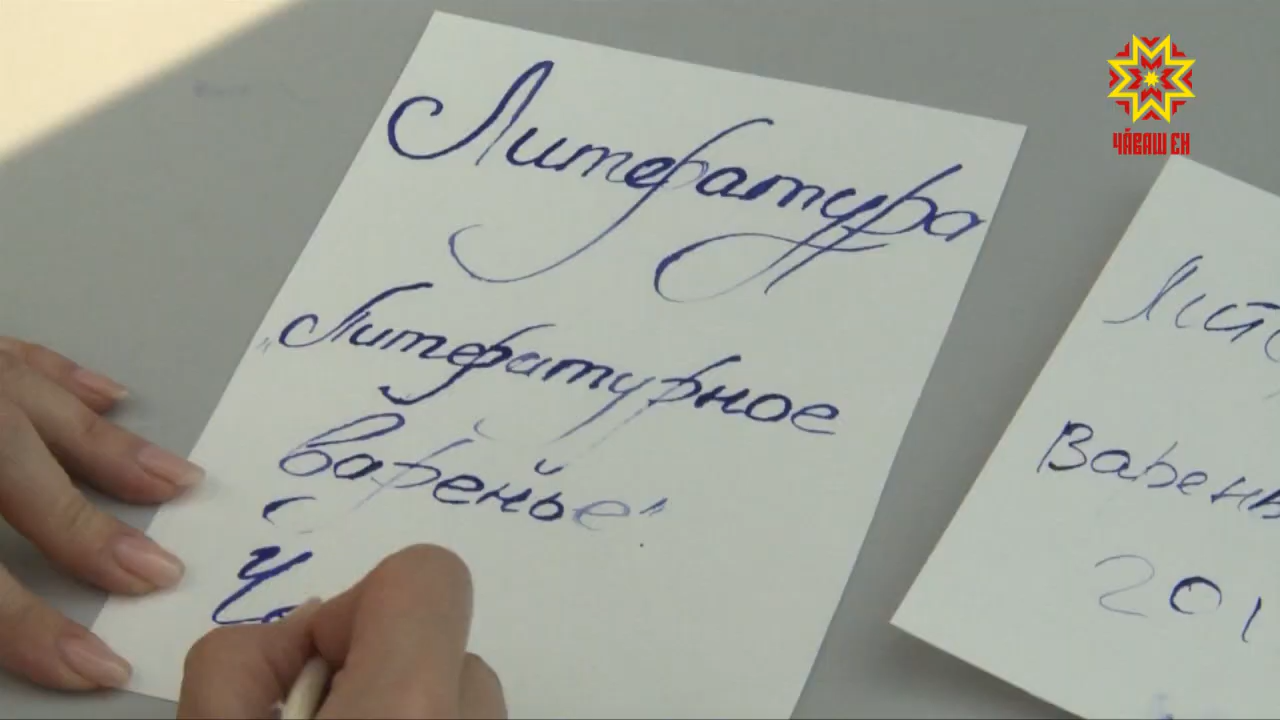 Литература
"Литературное
варенье"
ЧӐВАШ ЕН
Варень
201